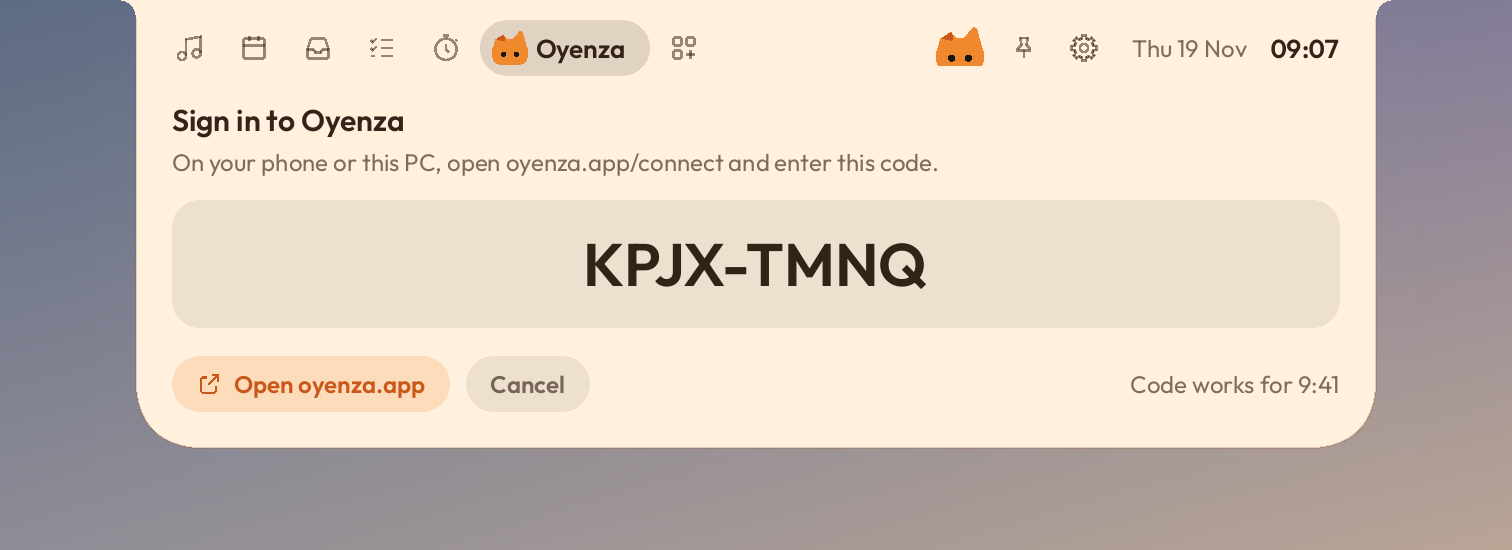 Oyenza
Thu 19 Nov 09:07
Sign in to Oyenza
On your phone or this PC, open oyenza.app/connect and enter this code.
KPJX-TMNQ
Open oyenza.app
Cancel
Code works for 9:41